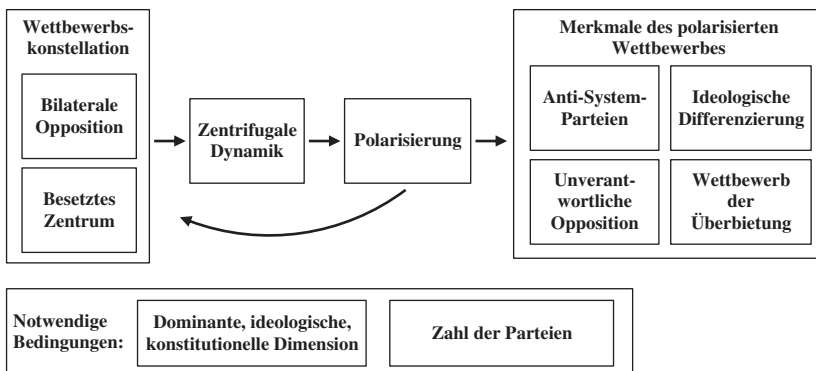 Wettbewerbs-
konstellation
Bilaterale
Opposition
Besetztes
Zentrum
Zentrifugale
Dynamik
Polarisierung
Merkmale des polarisierten
Wettbewerbes
Anti-System-
Parteien
Ideologische
Differenzierung
Unverant-
wortliche
Opposition
Wettbewerb
der
Überbietung
Notwendige
Bedingungen:
Dominante, ideologische,
konstitutionelle Dimension
Zahl der Parteien